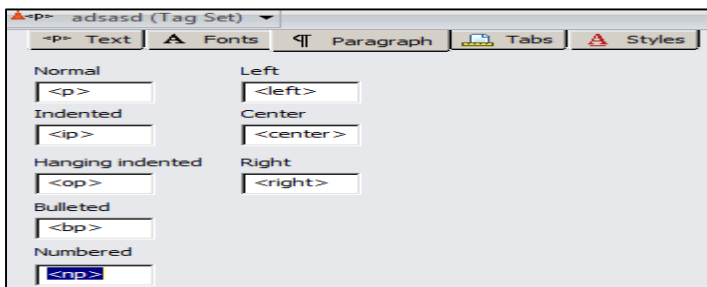 <P> adsasd (Tag Set)
<P> Text A Fonts ¶ Paragraph Tabs A Styles
Normal Left
<p> <left>
Indented Center
<ip> <center>
Hanging indented Right
<op> <right>
Bulleted
<bp>
Numbered
<np>